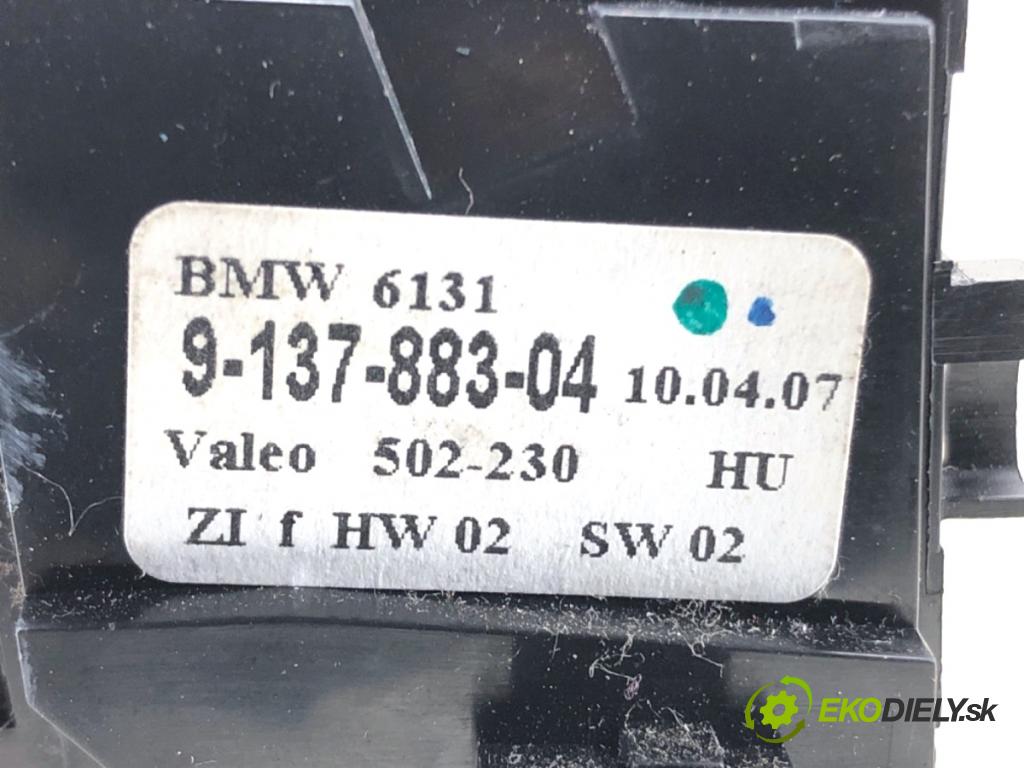 BMW 6131
9-137-883-04 10.04.07
Valeo 502-230 HU
ZI f HW 02 SW 02
EKODIELY.sk